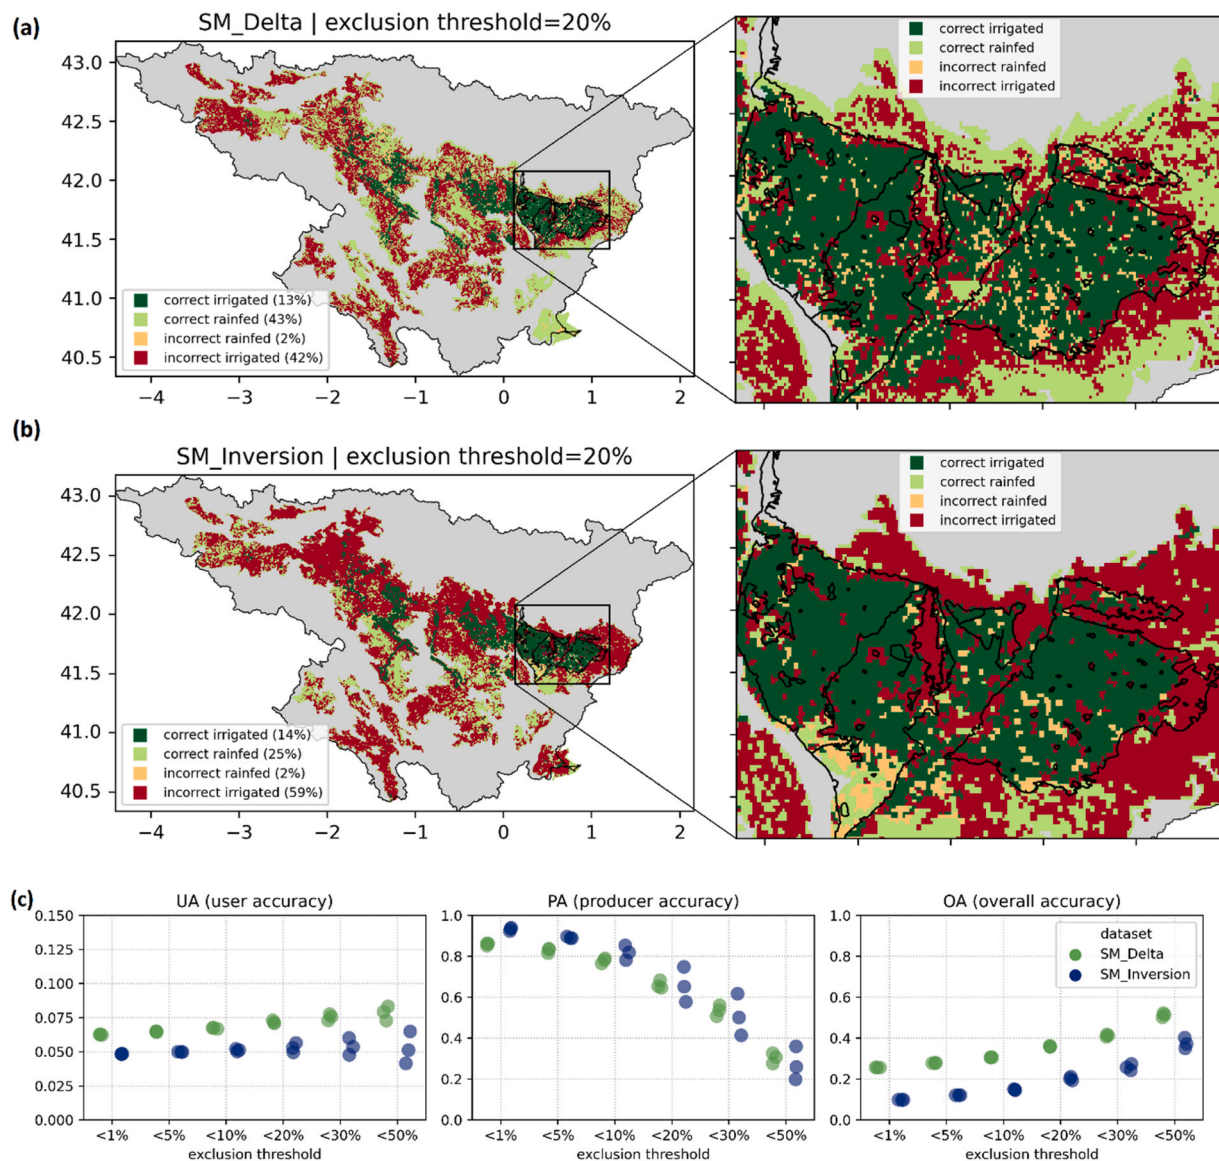 (a)
SM_Delta | exclusion threshold=20%
43.0
42.5
42.0
41.5
41.0
40.5
correct irrigated (13%)
correct rainfed (43%)
incorrect rainfed (2%)
incorrect irrigated (42%)
−4 −3 −2 −1 0 1 2
correct irrigated
correct rainfed
incorrect rainfed
incorrect irrigated
(b)
SM_Inversion | exclusion threshold=20%
43.0
42.5
42.0
41.5
41.0
40.5
correct irrigated (14%)
correct rainfed (25%)
incorrect rainfed (2%)
incorrect irrigated (59%)
−4 −3 −2 −1 0 1 2
correct irrigated
correct rainfed
incorrect rainfed
incorrect irrigated
(c)
UA (user accuracy)
0.150
0.125
0.100
0.075
0.050
0.025
0.000
<1% <5% <10% <20% <30% <50%
exclusion threshold
PA (producer accuracy)
1.0
0.8
0.6
0.4
0.2
0.0
<1% <5% <10% <20% <30% <50%
exclusion threshold
OA (overall accuracy)
1.0
0.8
0.6
0.4
0.2
0.0
dataset
SM_Delta
SM_Inversion
<1% <5% <10% <20% <30% <50%
exclusion threshold